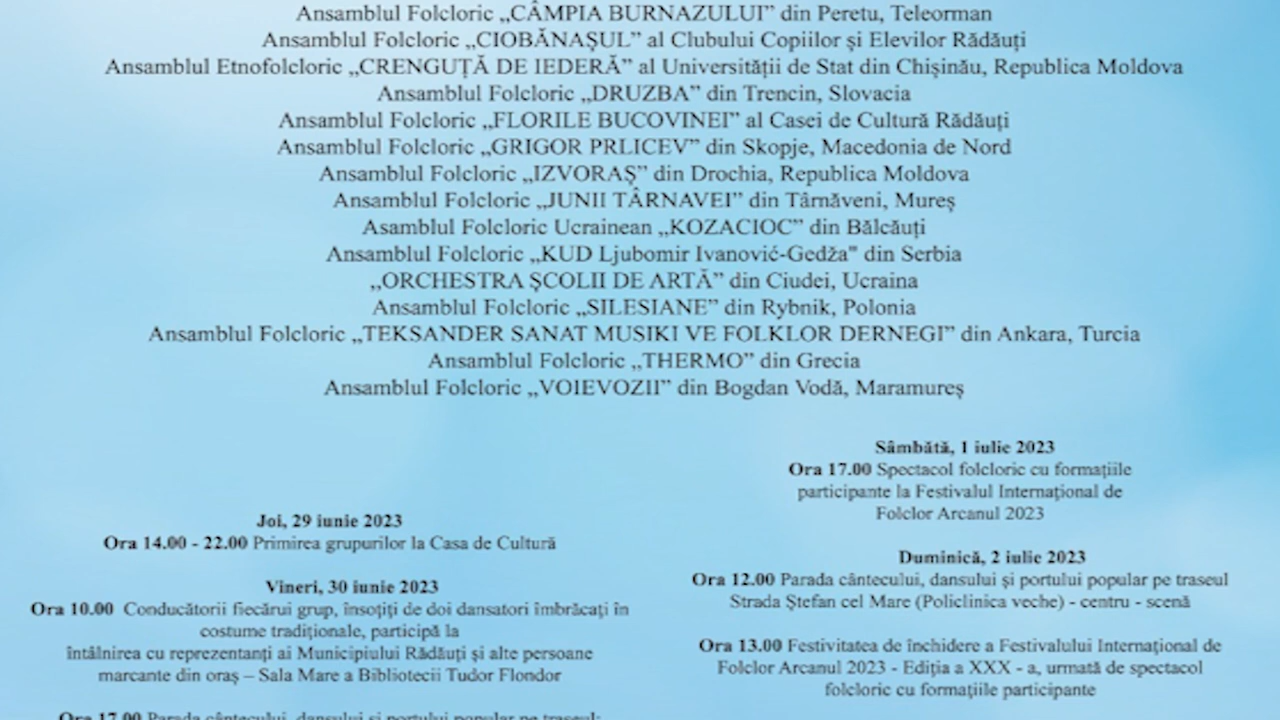 Ansamblul Folcloric „CÂMPIA BURNAZULUI” din Peretu, Teleorman
Ansamblul Folcloric „CIOBĂNAŞUL” al Clubului Copiilor şi Elevilor Rădăuţi
Ansamblul Etnofolcloric „CRENGUŢĂ DE IEDERĂ” al Universităţii de Stat din Chişinău, Republica Moldova
Ansamblul Folcloric „DRUZBA” din Trencin, Slovacia
Ansamblul Folcloric „FLORILE BUCOVINEI” al Casei de Cultură Rădăuţi
Ansamblul Folcloric „GRIGOR PRLICEV” din Skopje, Macedonia de Nord
Ansamblul Folcloric „IZVORAŞ” din Drochia, Republica Moldova
Ansamblul Folcloric „JUNII TÂRNAVEI” din Târnăveni, Mureş
Asamblul Folcloric Ucrainean „KOZACIOC” din Bălcăuţi
Ansamblul Folcloric „KUD Ljubomir Ivanović-Gedža" din Serbia
„ORCHESTRA ŞCOLII DE ARTĂ” din Ciudei, Ucraina
Ansamblul Folcloric „SILESIANE” din Rybnik, Polonia
Ansamblul Folcloric „TEKSANDER SANAT MUSIKI VE FOLKLOR DERNEGI” din Ankara, Turcia
Ansamblul Folcloric „THERMO” din Grecia
Ansamblul Folcloric „VOIEVOZII” din Bogdan Vodă, Maramureş
Joi, 29 iunie 2023
Ora 14.00 - 22.00 Primirea grupurilor la Casa de Cultură
Vineri, 30 iunie 2023
Ora 10.00 Conducătorii fiecărui grup, însoţiţi de doi dansatori îmbrăcaţi în
costume tradiţionale, participă la
întâlnirea cu reprezentanţi ai Municipiului Rădăuţi şi alte persoane
marcante din oraş – Sala Mare a Bibliotecii Tudor Flondor
Ora 17.00 Parada cântecului, dansului şi portului popular pe traseul:
Sâmbătă, 1 iulie 2023
Ora 17.00 Spectacol folcloric cu formaţiile
participante la Festivalul Internaţional de
Folclor Arcanul 2023
Duminică, 2 iulie 2023
Ora 12.00 Parada cântecului, dansului şi portului popular pe traseul
Strada Ştefan cel Mare (Policlinica veche) - centru - scenă
Ora 13.00 Festivitatea de închidere a Festivalului Internaţional de
Folclor Arcanul 2023 - Ediţia a XXX - a, urmată de spectacol
folcloric cu formaţiile participante